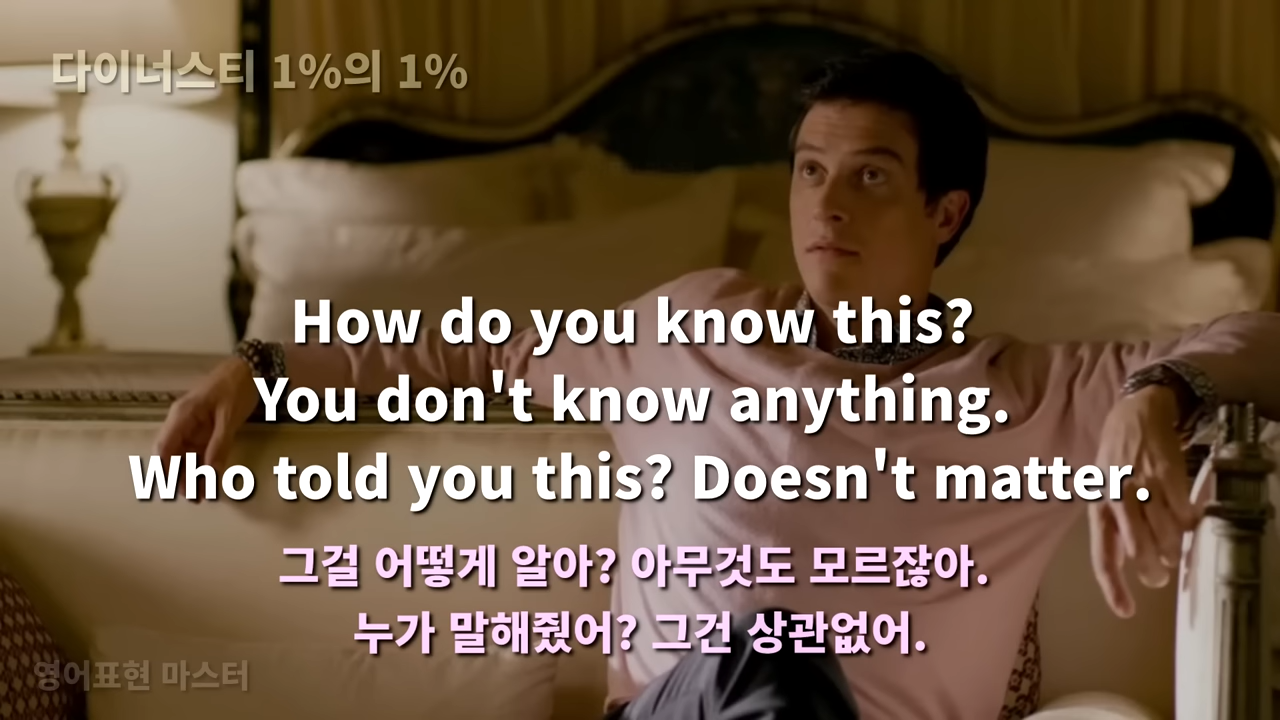 다이너스티 1%의 1%
How do you know this?
You don't know anything.
Who told you this? Doesn't matter.
그걸 어떻게 알아? 아무것도 모르잖아.
누가 말해줬어? 그건 상관없어.
영어표현 마스터